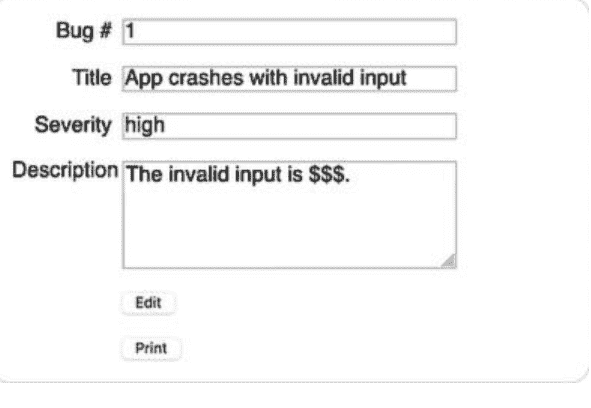 Bug # 1
Title App crashes with invalid input
Severity high
Description The invalid input is $$$.
Edit
Print